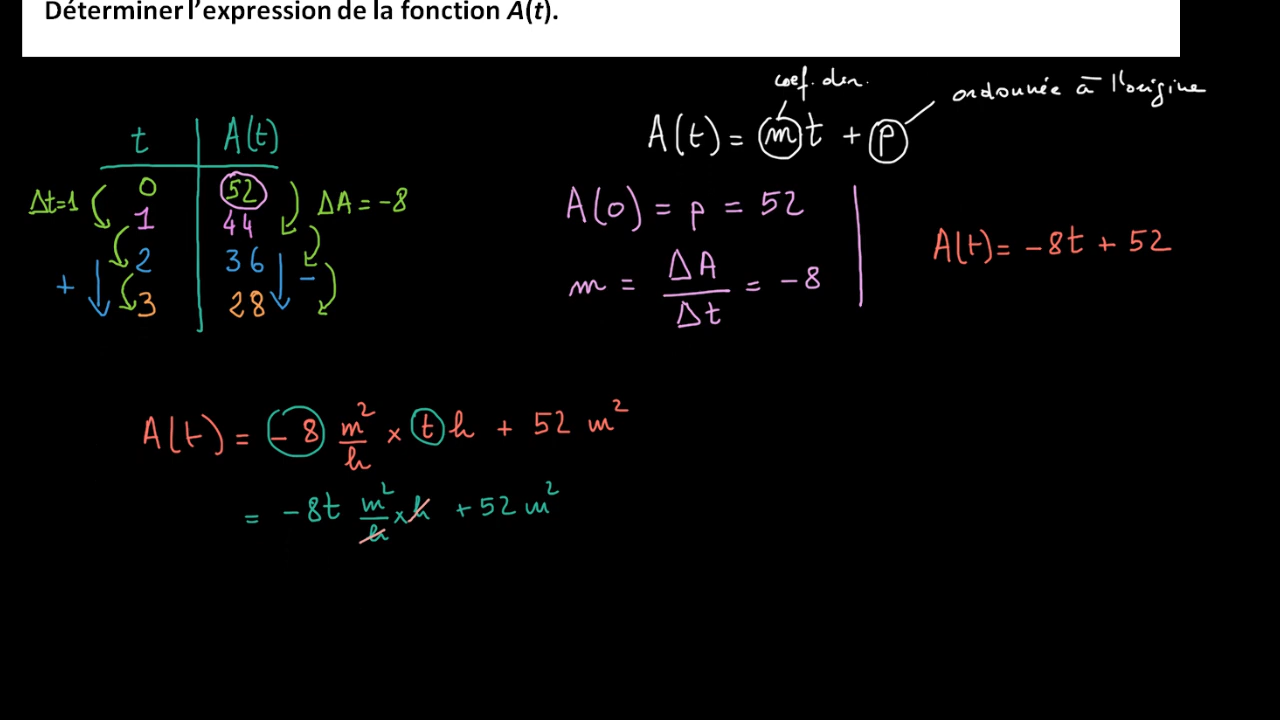 Déterminer l'expression de la fonction A(t).
coef. dir.
ordonnée à l'origine
A(t) = mt + p
t A(t)
0 52
1 44
2 36
3 28
Δt=1
ΔA = -8
+
-
A(0) = p = 52
m = ΔA/Δt = -8
A(t) = -8t + 52
A(t) = -8 m²/h × t h + 52 m²
= -8t m²/h × h + 52 m²